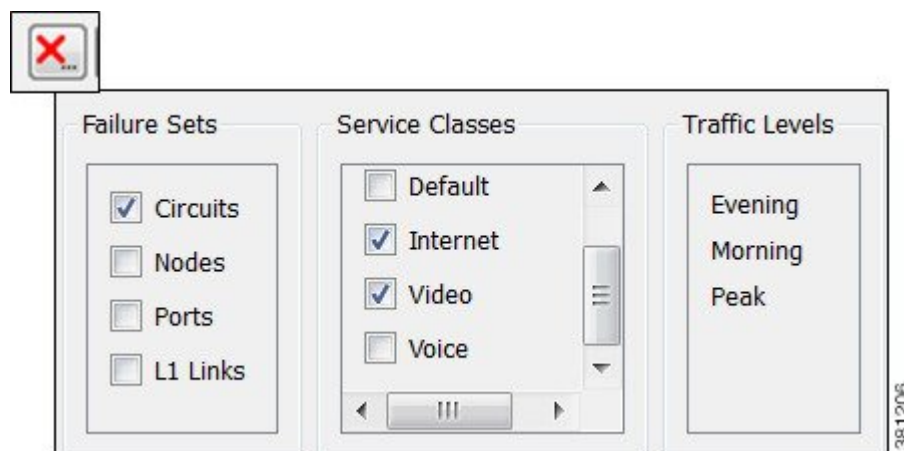 Failure Sets
Circuits
Nodes
Ports
L1 Links
Service Classes
Default
Internet
Video
Voice
Traffic Levels
Evening
Morning
Peak
381206